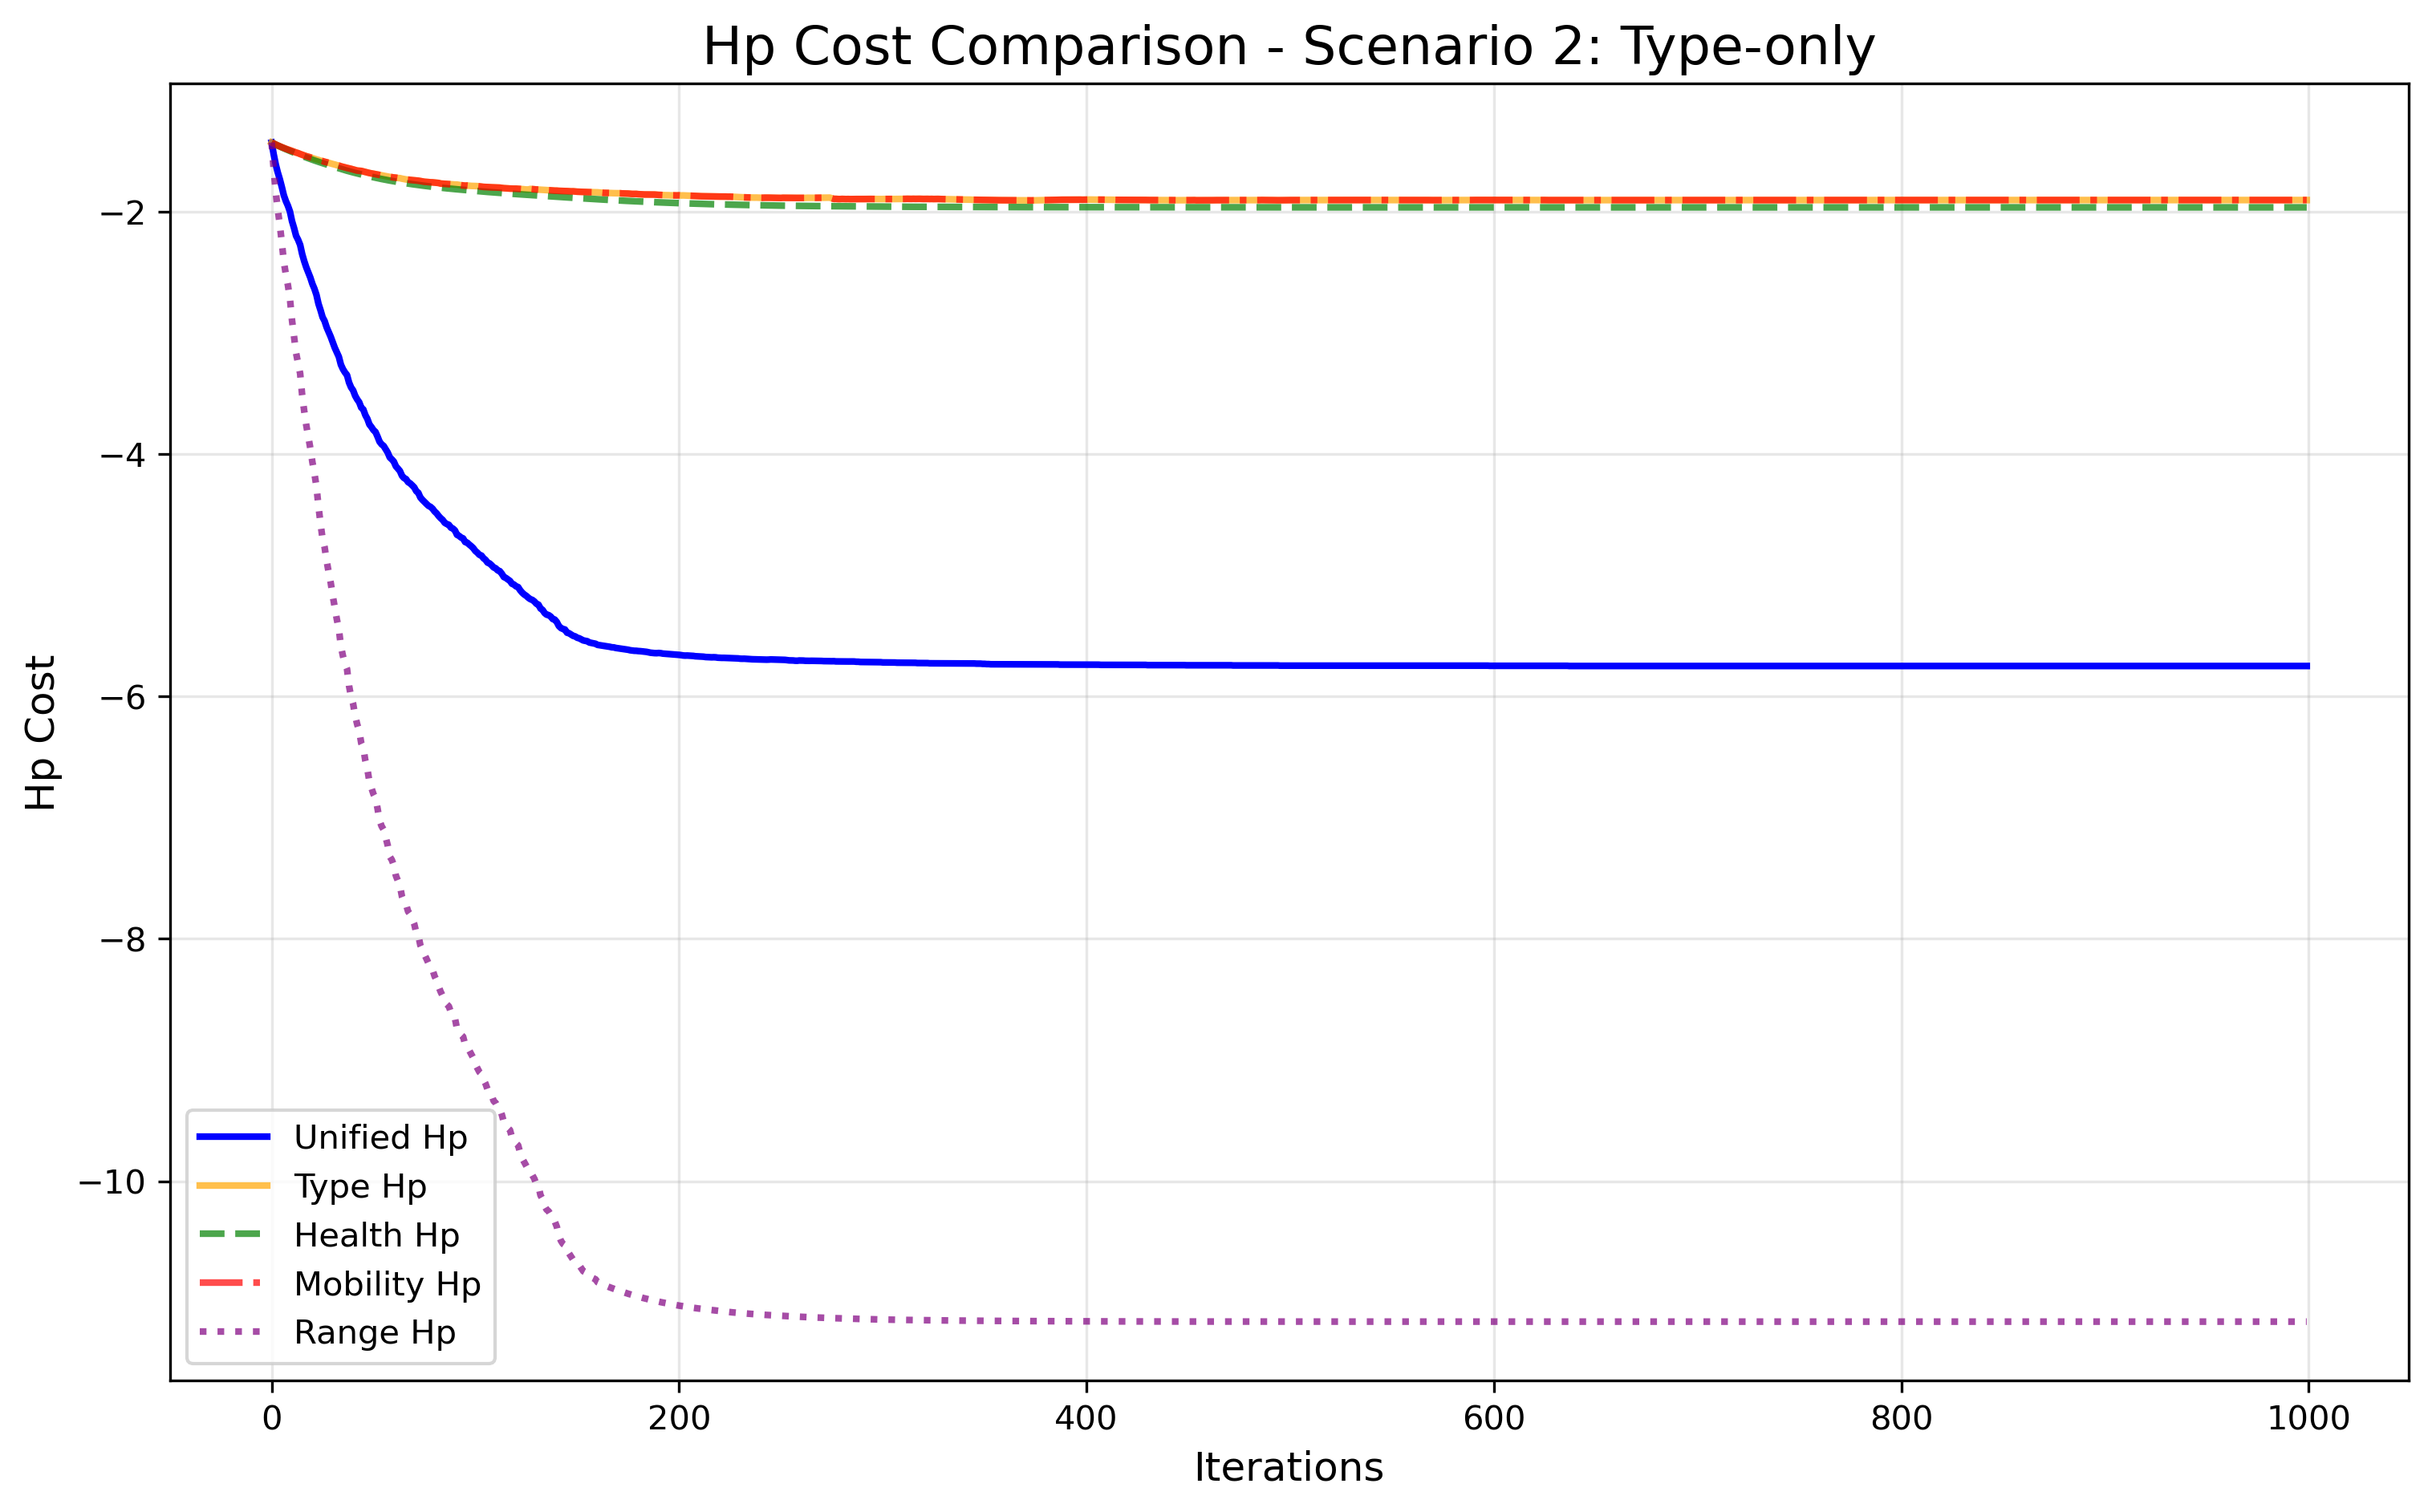 Hp Cost Comparison - Scenario 2: Type-only
Hp Cost
−2
−4
−6
−8
−10
Unified Hp
Type Hp
Health Hp
Mobility Hp
Range Hp
0 200 400 600 800 1000
Iterations